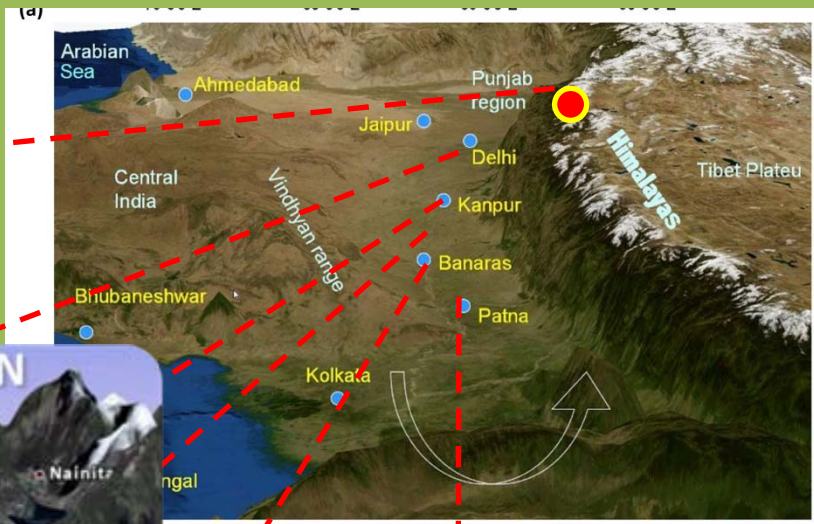 (a)
Arabian
Sea
Ahmedabad
Punjab
region
Jaipur
Delhi
Himalayas
Tibet Plateu
Central
India
Vindhyan range
Kanpur
Banaras
Bhubaneshwar
Patna
Kolkata
N
Nainit
ngal